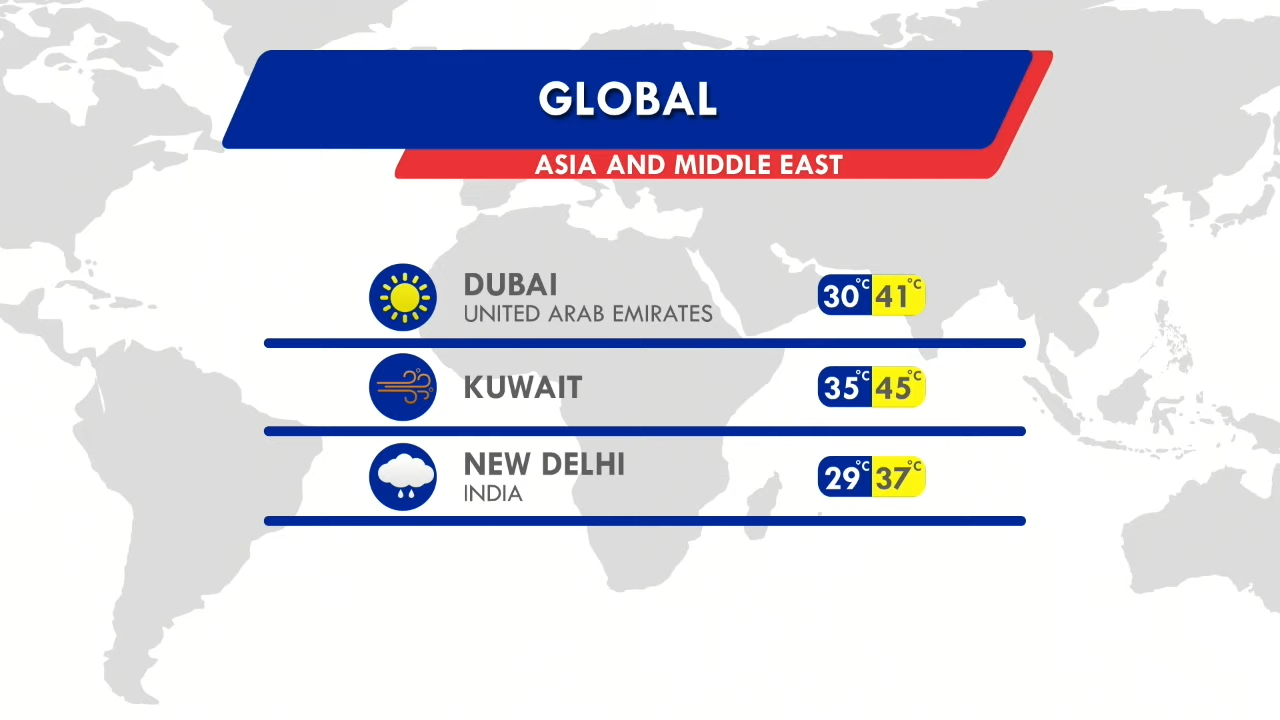 GLOBAL
ASIA AND MIDDLE EAST
DUBAI
UNITED ARAB EMIRATES
30°C 41°C
KUWAIT
35°C 45°C
NEW DELHI
INDIA
29°C 37°C